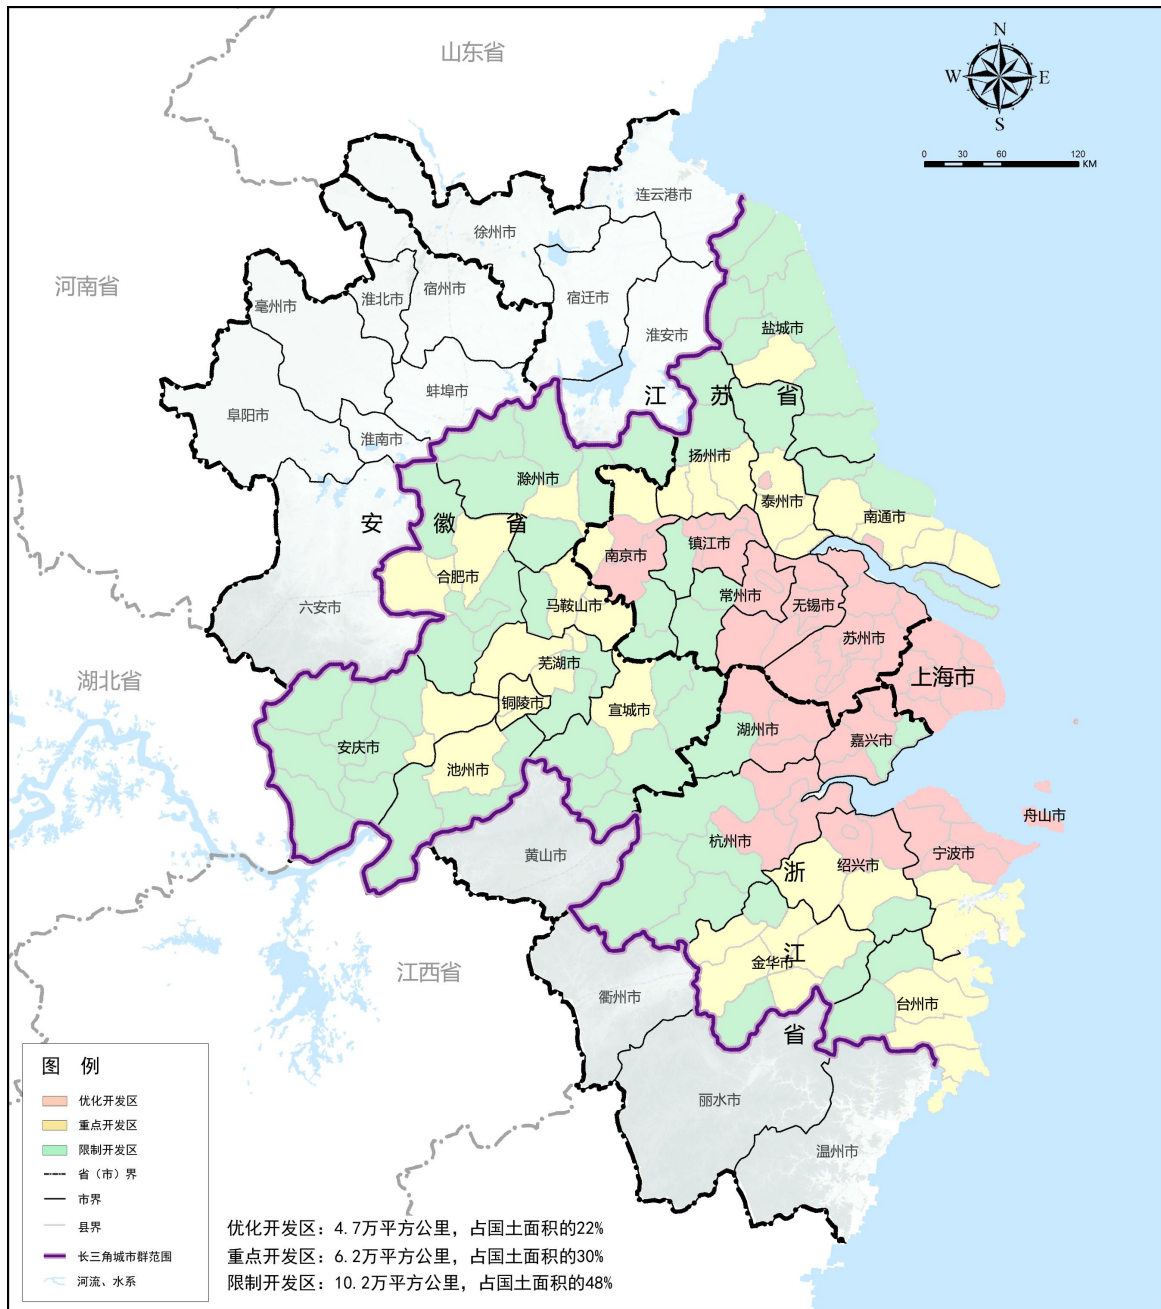 山东省
N
W E
S
0 30 60 120
KM
连云港市
徐州市
河南省
亳州市
淮北市
宿州市
宿迁市
盐城市
淮安市
蚌埠市
江 苏 省
阜阳市
淮南市
扬州市
滁州市
泰州市
南通市
安 徽 省
南京市
镇江市
合肥市
常州市
马鞍山市
无锡市
六安市
苏州市
芜湖市
上海市
湖北省
铜陵市
宣城市
湖州市
安庆市
嘉兴市
池州市
舟山市
杭州市
黄山市
绍兴市
宁波市
浙
江
省
金华市
江西省
衢州市
台州市
丽水市
温州市
图 例
优化开发区
重点开发区
限制开发区
省（市）界
市界
县界
长三角城市群范围
河流、水系
优化开发区：4.7万平方公里，占国土面积的22%
重点开发区：6.2万平方公里，占国土面积的30%
限制开发区：10.2万平方公里，占国土面积的48%